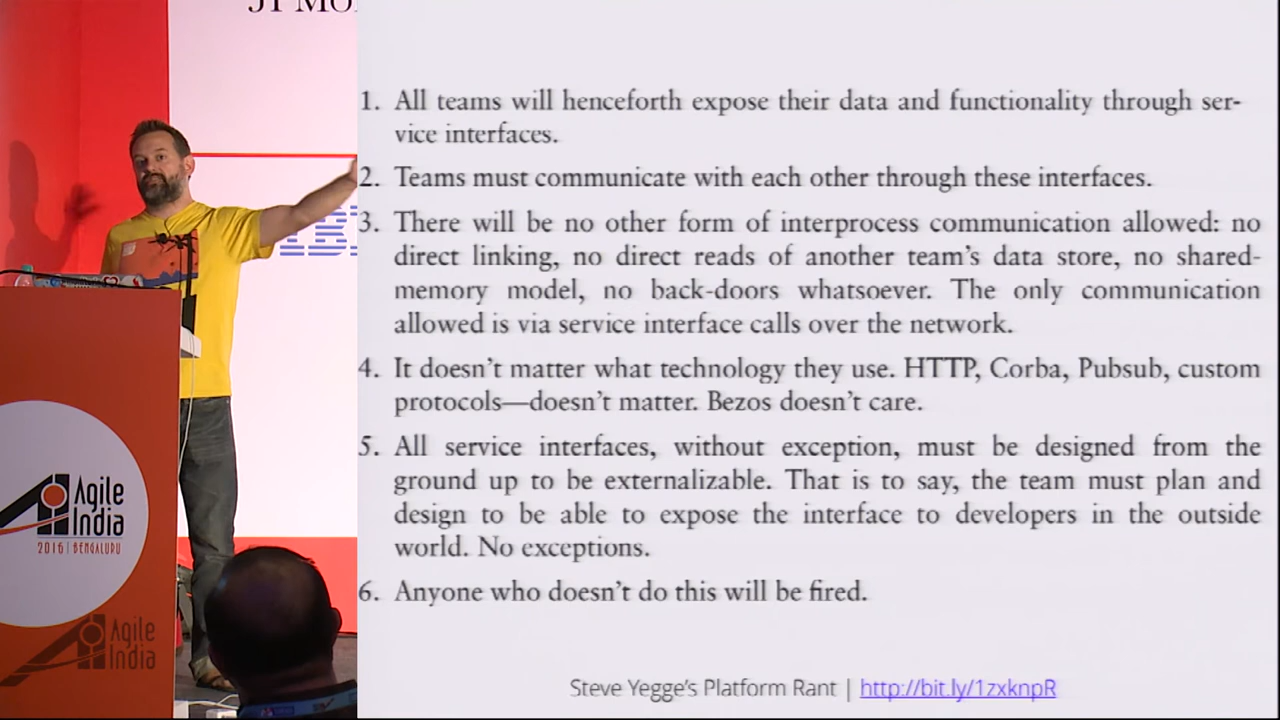 1. All teams will henceforth expose their data and functionality through ser-
vice interfaces.
2. Teams must communicate with each other through these interfaces.
3. There will be no other form of interprocess communication allowed: no
direct linking, no direct reads of another team's data store, no shared-
memory model, no back-doors whatsoever. The only communication
allowed is via service interface calls over the network.
4. It doesn't matter what technology they use. HTTP, Corba, Pubsub, custom
protocols—doesn't matter. Bezos doesn't care.
5. All service interfaces, without exception, must be designed from the
ground up to be externalizable. That is to say, the team must plan and
design to be able to expose the interface to developers in the outside
world. No exceptions.
6. Anyone who doesn't do this will be fired.
Steve Yegge's Platform Rant | http://bit.ly/1zxknpR
Agile
India
2016 | BENGALURU
Agile
India